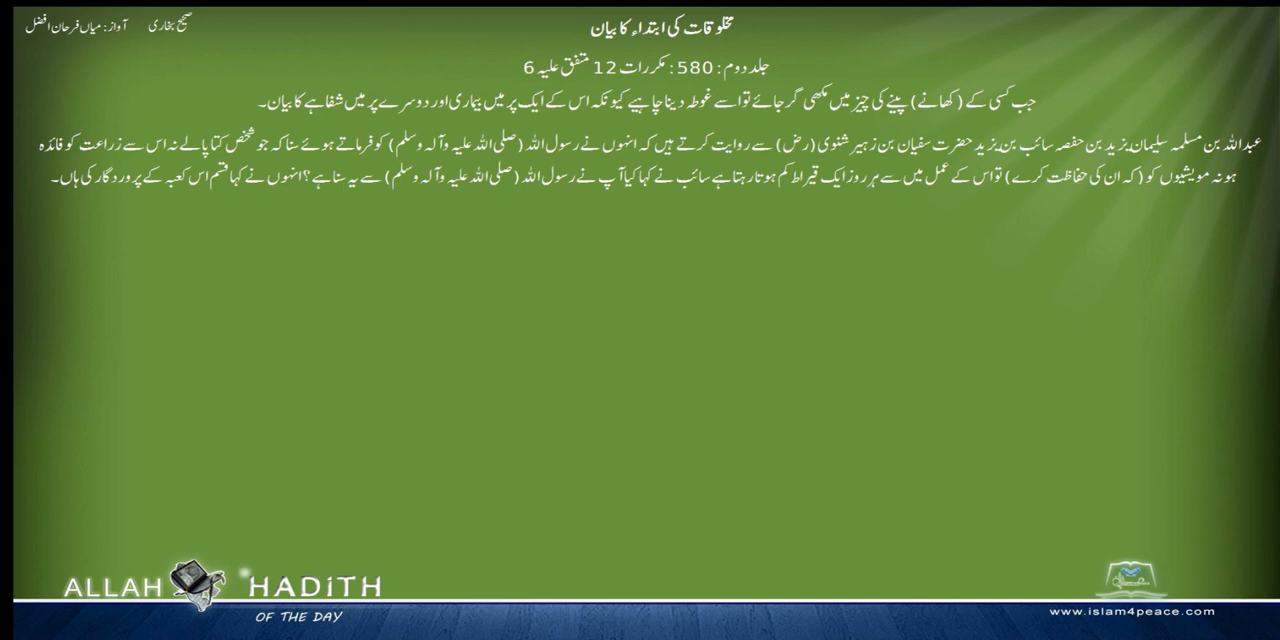 صحیح بخاری
آواز: میاں فرحان افضل
مخلوقات کی ابتداء کا بیان
جلد دوم : 580 : مکررات 12 متفق علیہ 6
جب کسی کے (کھانے) پینے کی چیز میں مکھی گر جائے تو اسے غوطہ دینا چاہیے کیونکہ اس کے ایک پر میں بیماری اور دوسرے پر میں شفا ہے کا بیان۔
عبداللہ بن مسلمہ سلیمان یزید بن حفصہ سائب بن یزید حضرت سفیان بن زہیر شنوی (رض) سے روایت کرتے ہیں کہ انہوں نے رسول اللہ (صلی اللہ علیہ وآلہ وسلم) کو فرماتے ہوئے سنا کہ جو شخص کتا پالے نہ اس سے زراعت کو فائدہ
ہو نہ مویشیوں کو (کہ ان کی حفاظت کرے) تو اس کے عمل میں سے ہر روز ایک قیراط کم ہوتا رہتا ہے سائب نے کہا کیا آپ نے رسول اللہ (صلی اللہ علیہ وآلہ وسلم) سے یہ سنا ہے؟ انہوں نے کہا قسم اس کعبہ کے پروردگار کی ہاں۔
ALLAH HADITH
OF THE DAY
www.islam4peace.com